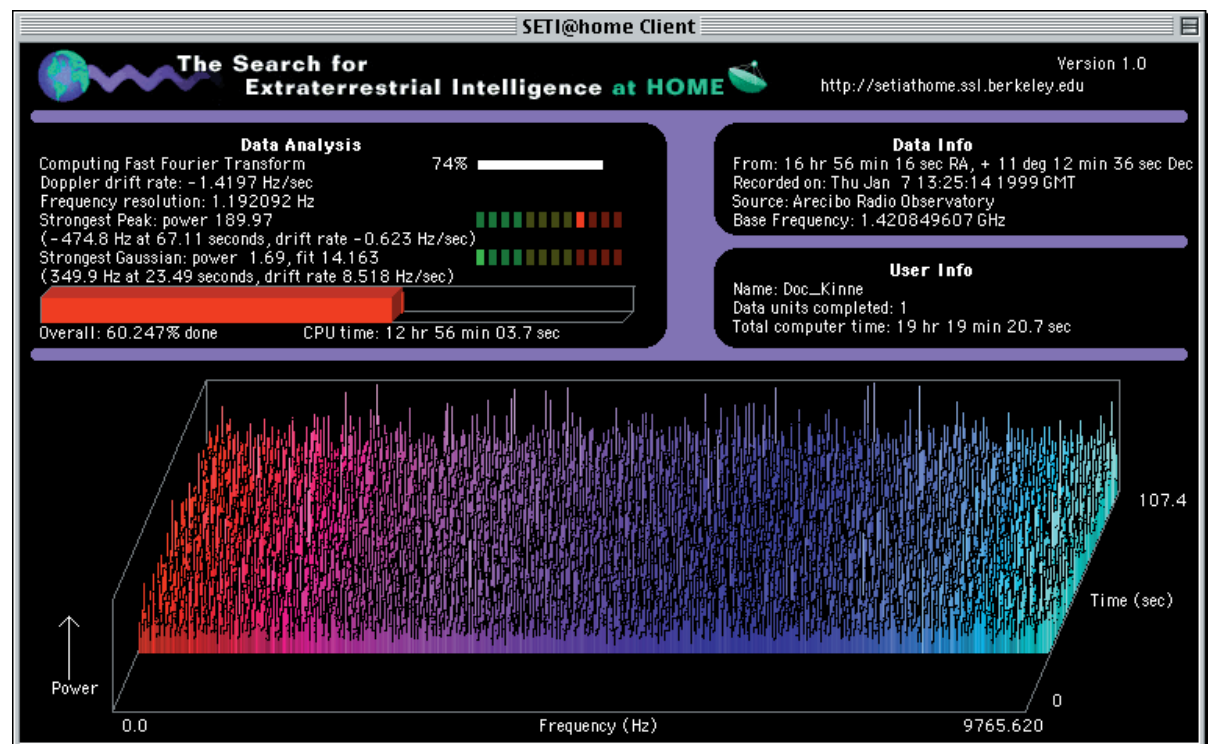 SETI@home Client
The Search for
Extraterrestrial Intelligence at HOME
Version 1.0
http://setiathome.ssl.berkeley.edu
Data Analysis
Computing Fast Fourier Transform 74%
Doppler drift rate: -1.4197 Hz/sec
Frequency resolution: 1.192092 Hz
Strongest Peak: power 189.97
(-474.8 Hz at 67.11 seconds, drift rate -0.623 Hz/sec)
Strongest Gaussian: power 1.69, fit 14.163
(349.9 Hz at 23.49 seconds, drift rate 8.518 Hz/sec)
Overall: 60.247% done CPU time: 12 hr 56 min 03.7 sec
Data Info
From: 16 hr 56 min 16 sec RA, + 11 deg 12 min 36 sec Dec
Recorded on: Thu Jan 7 13:25:14 1999 GMT
Source: Arecibo Radio Observatory
Base Frequency: 1.420849607 GHz
User Info
Name: Doc_Kinne
Data units completed: 1
Total computer time: 19 hr 19 min 20.7 sec
107.4
Time (sec)
Power
0
0.0 Frequency (Hz) 9765.620